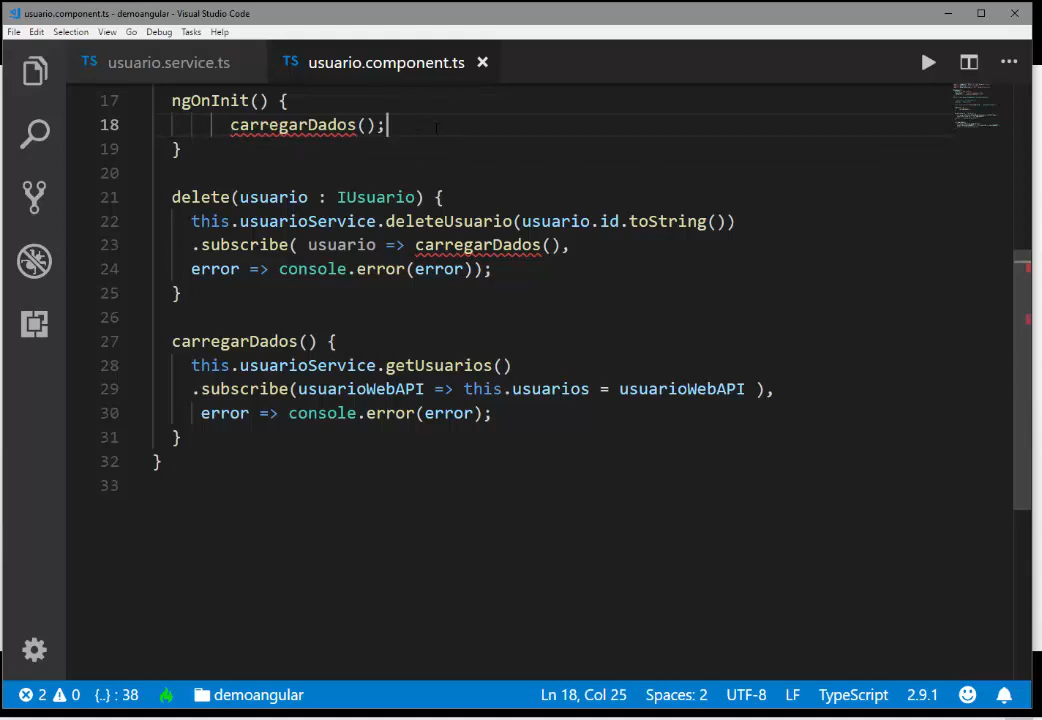 usuario.component.ts - demoangular - Visual Studio Code
File Edit Selection View Go Debug Tasks Help
TS usuario.service.ts TS usuario.component.ts
17 ngOnInit() {
18 carregarDados();
19 }
20
21 delete(usuario : IUsuario) {
22 this.usuarioService.deleteUsuario(usuario.id.toString())
23 .subscribe( usuario => carregarDados(),
24 error => console.error(error));
25 }
26
27 carregarDados() {
28 this.usuarioService.getUsuarios()
29 .subscribe(usuarioWebAPI => this.usuarios = usuarioWebAPI ),
30 error => console.error(error);
31 }
32 }
33
2 0 {..} : 38 demoangular Ln 18, Col 25 Spaces: 2 UTF-8 LF TypeScript 2.9.1